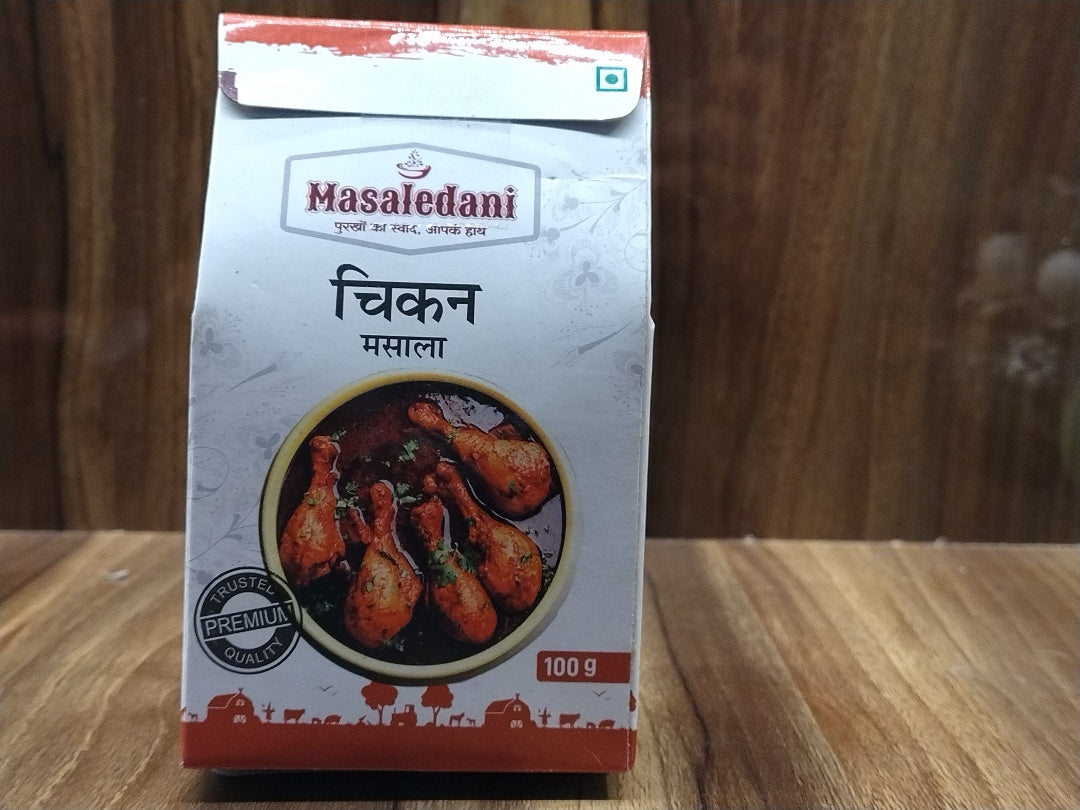 Masaledani
पुरखों का स्वाद, आपके हाथ
चिकन
मसाला
TRUSTED
PREMIUM
QUALITY
100 g